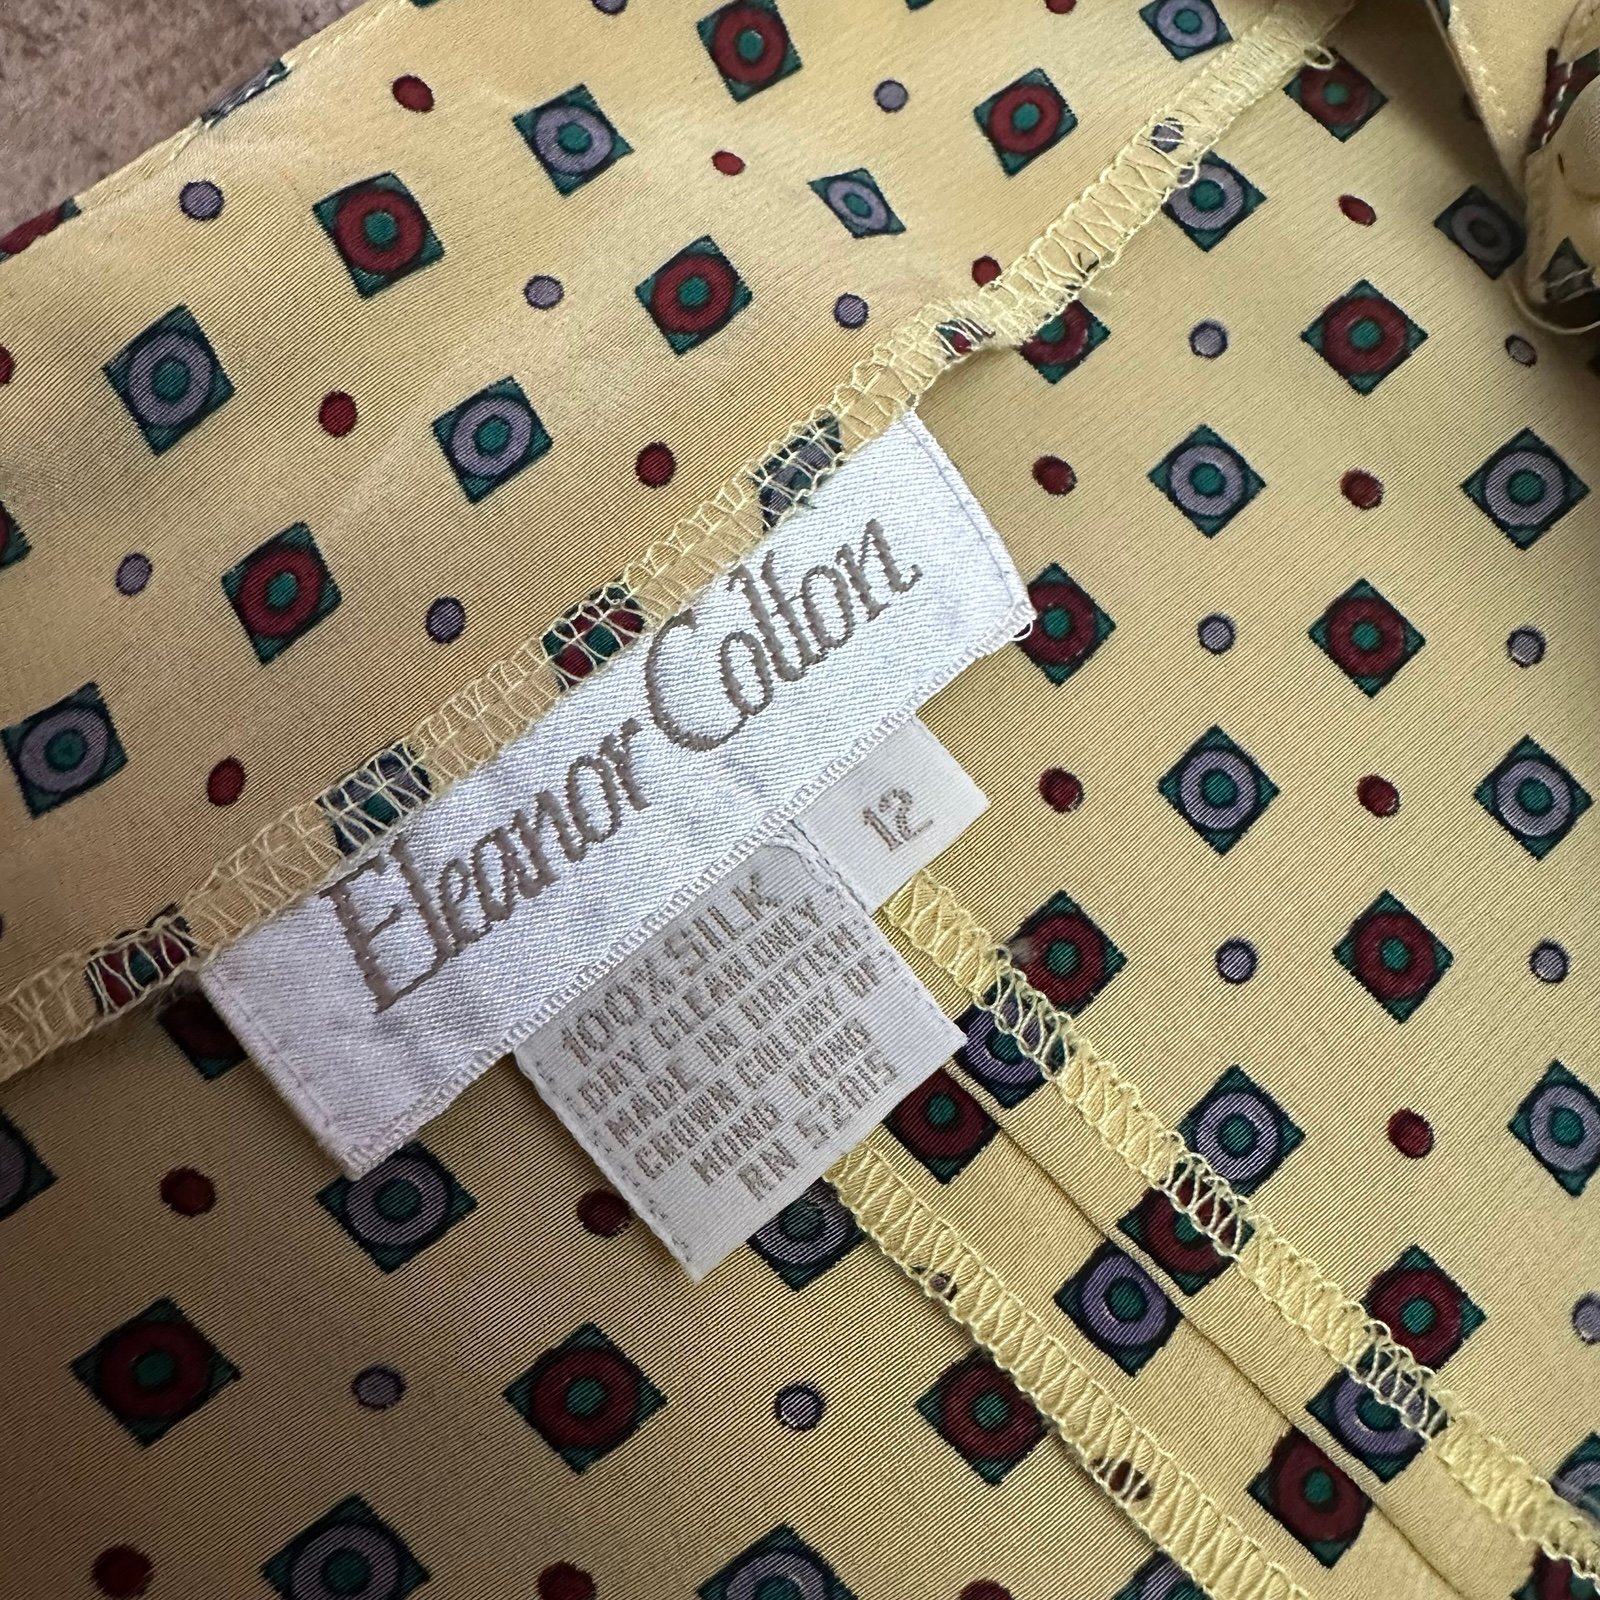 Eleanor Colton
12
100% SILK
DRY CLEAN ONLY
MADE IN BRITISH
CROWN COLONY OF
HONG KONG
RN 52015